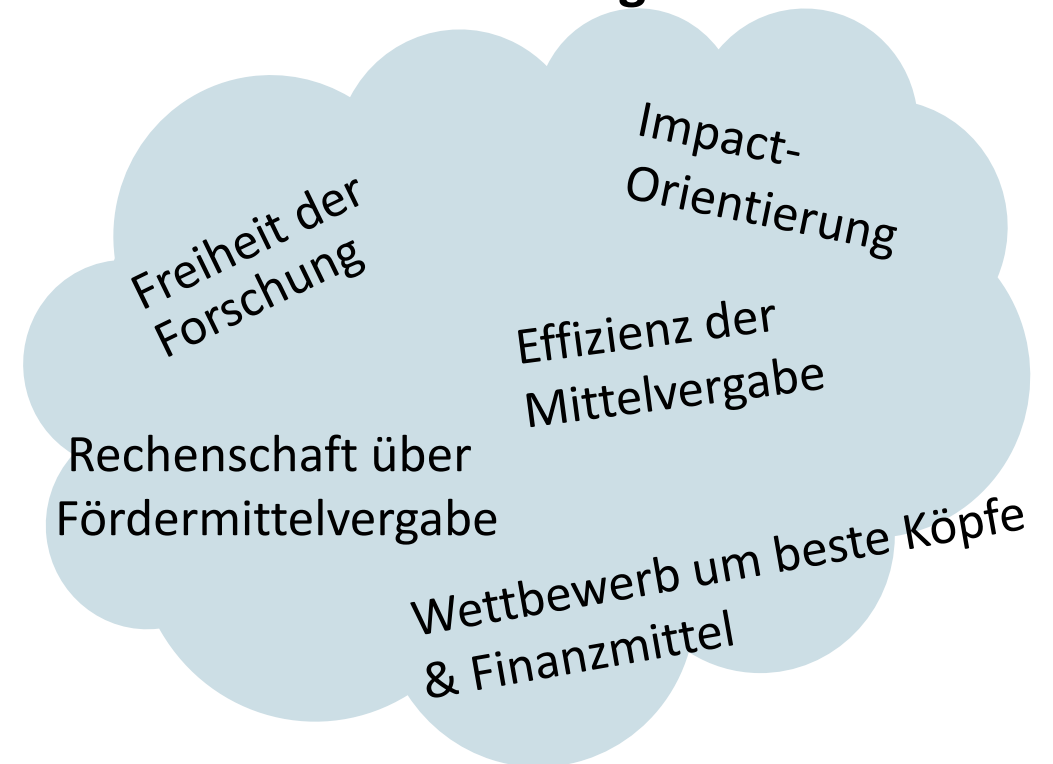 Impact-
Orientierung
Freiheit der
Forschung
Effizienz der
Mittelvergabe
Rechenschaft über
Fördermittelvergabe
Wettbewerb um beste Köpfe
& Finanzmittel